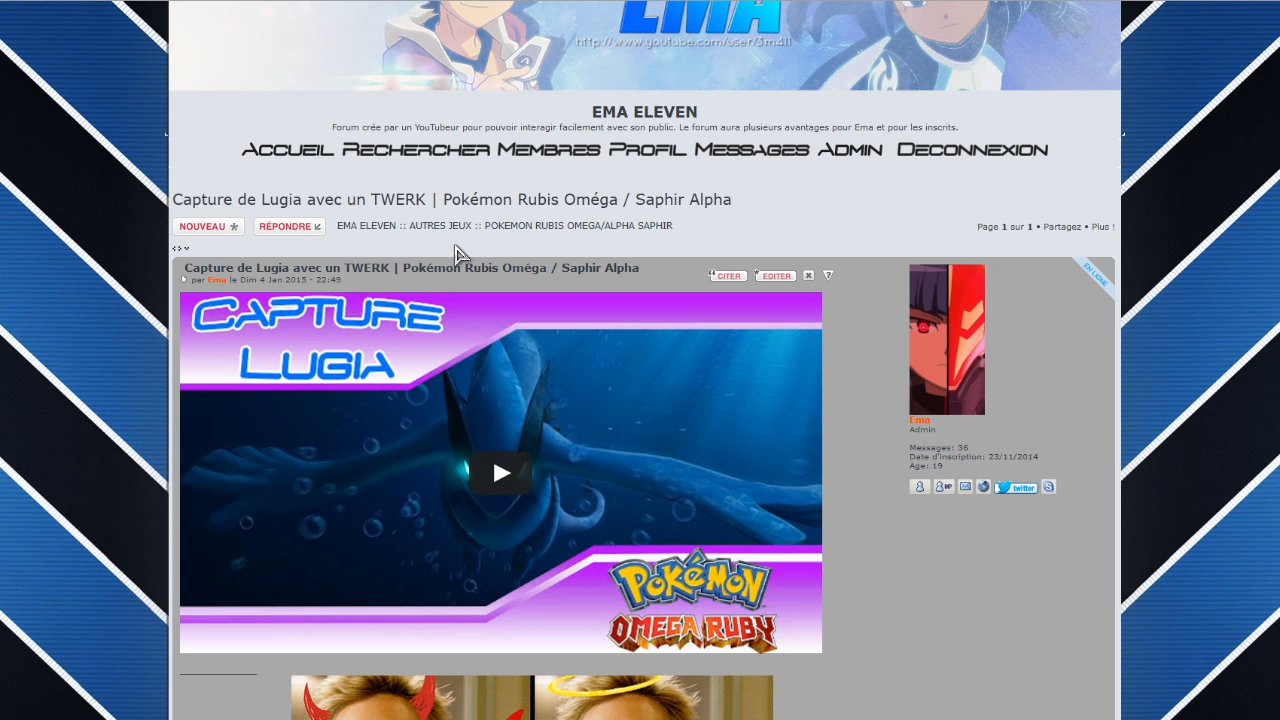 EMA
http://www.youtube.com/user/3m411
EMA ELEVEN
Forum crée par un YouTubeur pour pouvoir interagir facilement avec son public. Le forum aura plusieurs avantages pour Ema et pour les inscrits.
Accueil Rechercher Membres Profil Messages Admin Deconnexion
Capture de Lugia avec un TWERK | Pokémon Rubis Oméga / Saphir Alpha
NOUVEAU RÉPONDRE EMA ELEVEN :: AUTRES JEUX :: POKEMON RUBIS OMEGA/ALPHA SAPHIR Page 1 sur 1 • Partagez • Plus !
Capture de Lugia avec un TWERK | Pokémon Rubis Oméga / Saphir Alpha
par Ema le Dim 4 Jan 2015 - 22:49
CITER EDITER
EN LIGNE
Capture
Lugia
POKéMON
OMEGA RUBY
Ema
Admin
Messages: 36
Date d'inscription: 23/11/2014
Age: 19
MP twitter